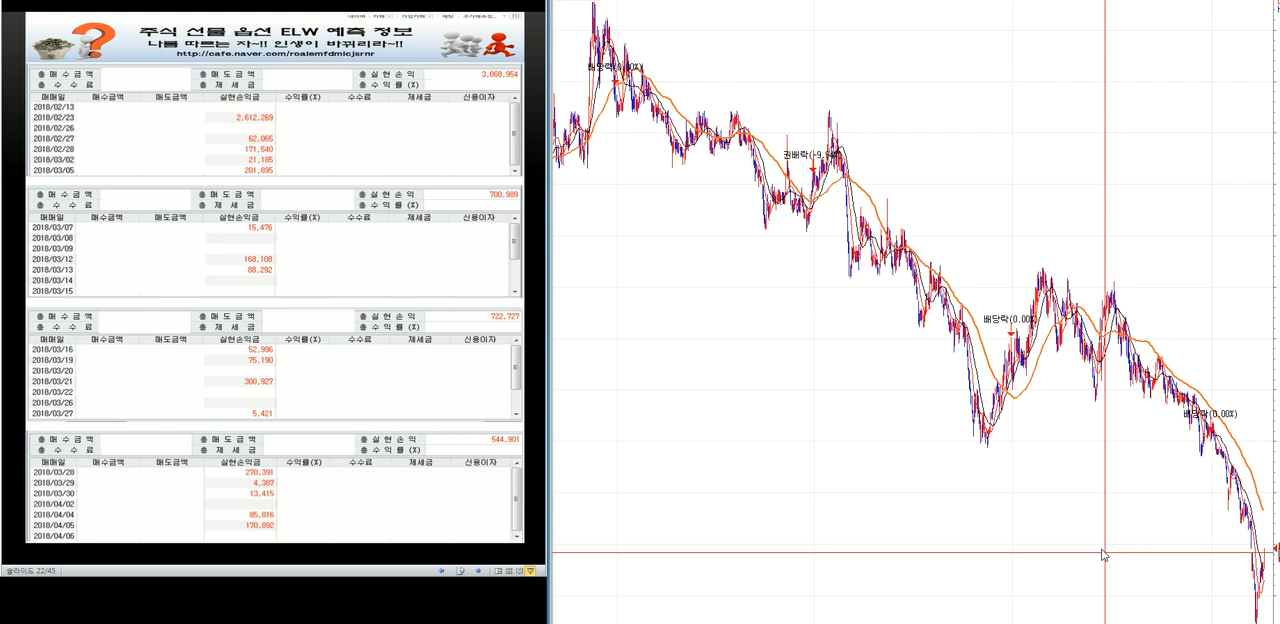 주식 선물 옵션 ELW 예측 정보
나를 따르는 자~!! 인생이 바뀌리라~!!
총 매 수 금 액 총 매 도 금 액 총 실 현 손 익 3,068,954
총 수 수 료 총 제 세 금 총 수 익 률 (%)
매매일 매수금액 매도금액 실현손익금 수익률(%) 수수료 제세금 신용이자
2018/02/13
2018/02/23 2,612,269
2018/02/26
2018/02/27 62,065
2018/02/28 171,540
2018/03/02 21,185
2018/03/05 201,895
총 매 수 금 액 총 매 도 금 액 총 실 현 손 익 700,989
총 수 수 료 총 제 세 금 총 수 익 률 (%)
매매일 매수금액 매도금액 실현손익금 수익률(%) 수수료 제세금 신용이자
2018/03/07 15,476
2018/03/08
2018/03/09
2018/03/12 168,108
2018/03/13 88,292
2018/03/14
2018/03/15
총 매 수 금 액 총 매 도 금 액 총 실 현 손 익 722,727
총 수 수 료 총 제 세 금 총 수 익 률 (%)
매매일 매수금액 매도금액 실현손익금 수익률(%) 수수료 제세금 신용이자
2018/03/16 52,996
2018/03/19 75,190
2018/03/20
2018/03/21 300,927
2018/03/22
2018/03/26
2018/03/27 5,421
총 매 수 금 액 총 매 도 금 액 총 실 현 손 익 544,901
총 수 수 료 총 제 세 금 총 수 익 률 (%)
매매일 매수금액 매도금액 실현손익금 수익률(%) 수수료 제세금 신용이자
2018/03/28 270,391
2018/03/29 4,387
2018/03/30 13,415
2018/04/02
2018/04/04 85,816
2018/04/05 170,892
2018/04/06
슬라이드 22/45
배당락(0.00%)
권배락(-9.94%)
배당락(0.00%)
배당락(0.00%)